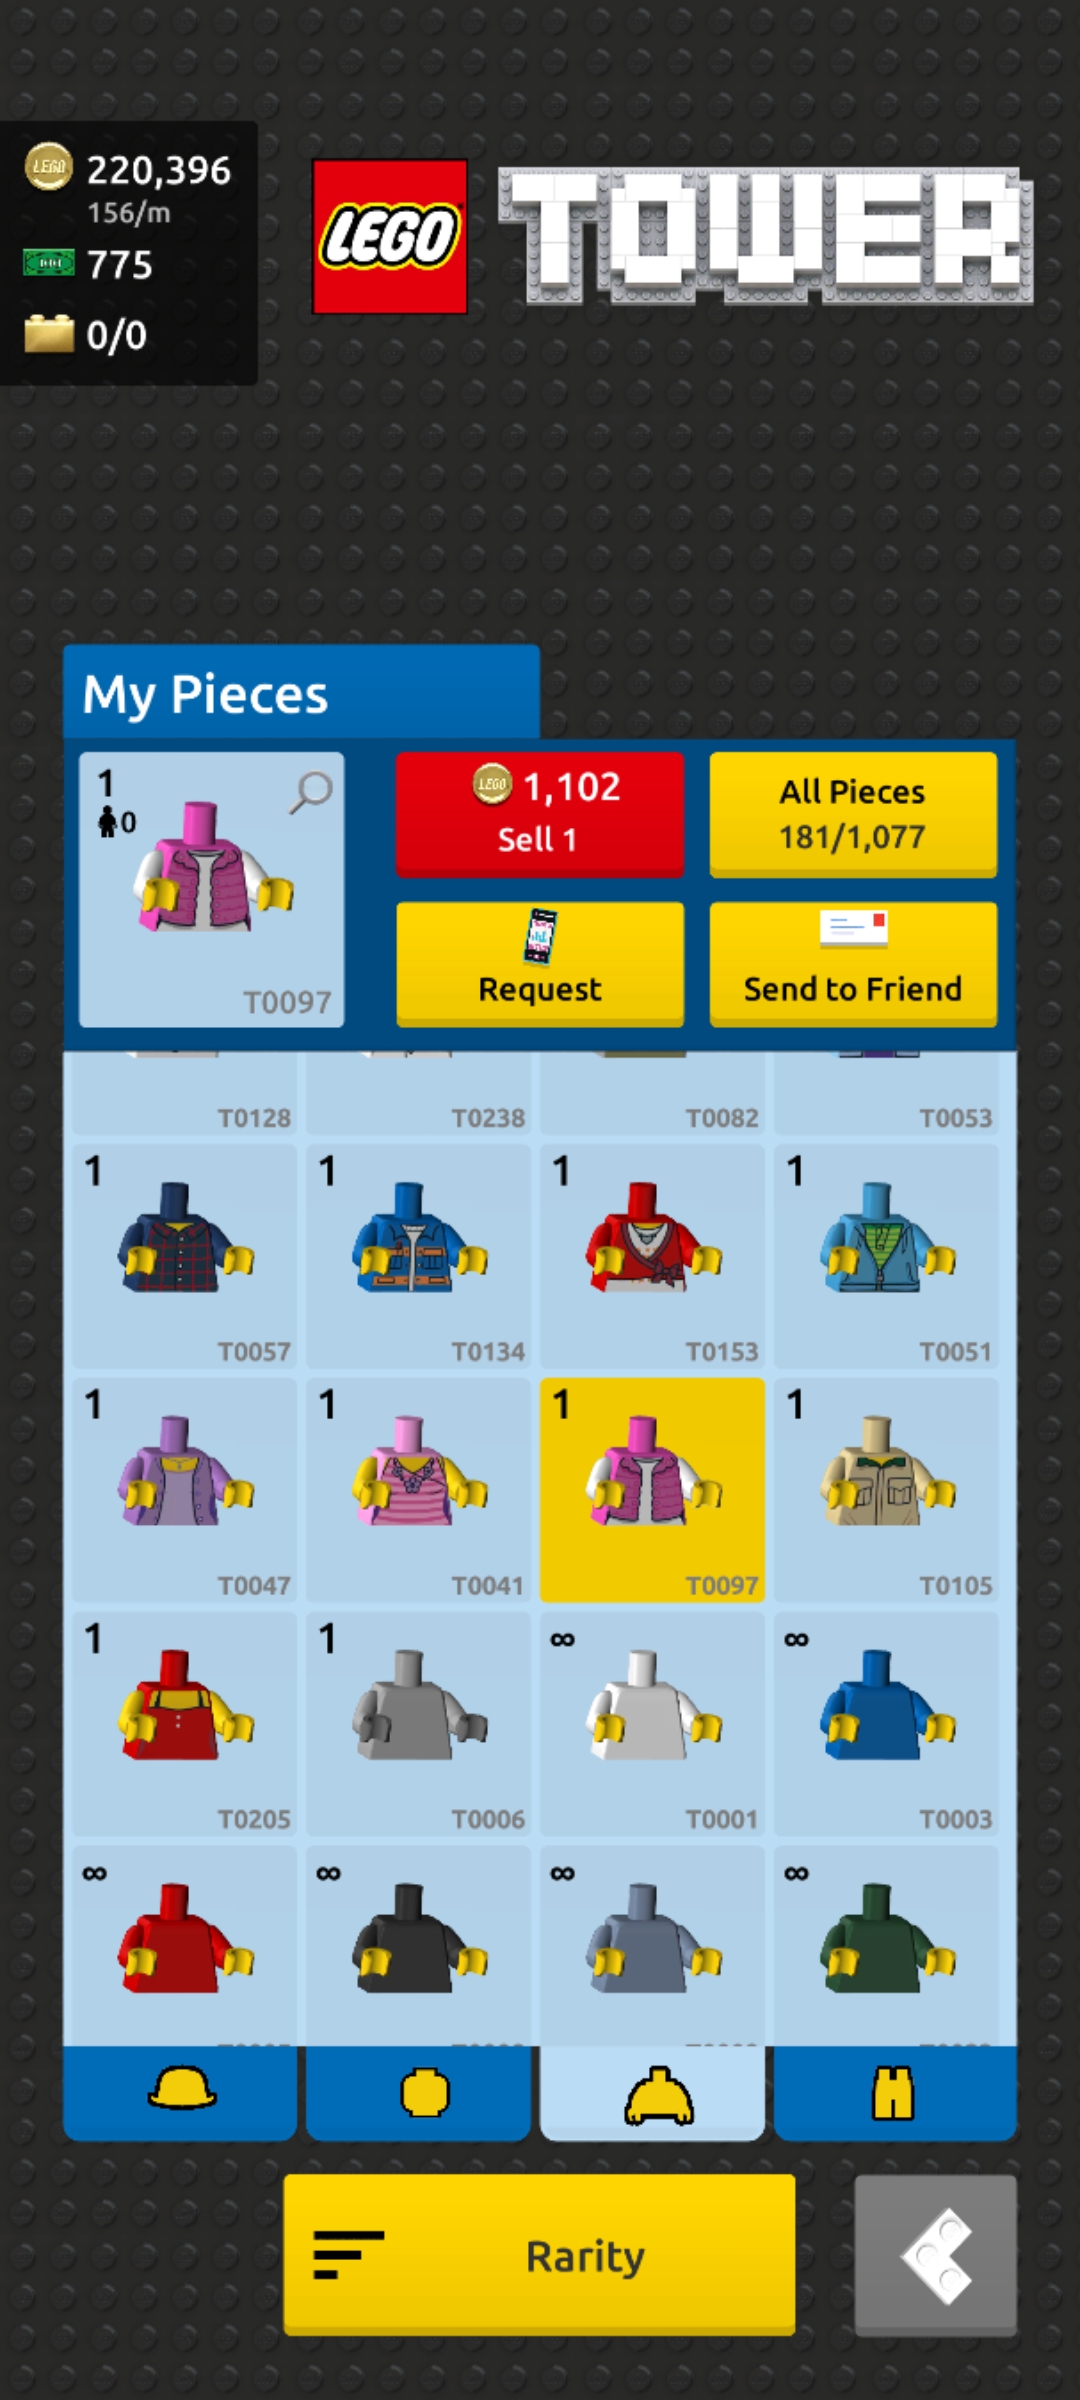 LEGO 220,396
156/m
775
0/0
LEGO TOWER
My Pieces
1
0
T0097
LEGO 1,102
Sell 1
All Pieces
181/1,077
Request
Send to Friend
T0128 T0238 T0082 T0053
1 1 1 1
T0057 T0134 T0153 T0051
1 1 1 1
T0047 T0041 T0097 T0105
1 1 ∞ ∞
T0205 T0006 T0001 T0003
∞ ∞ ∞ ∞
Rarity